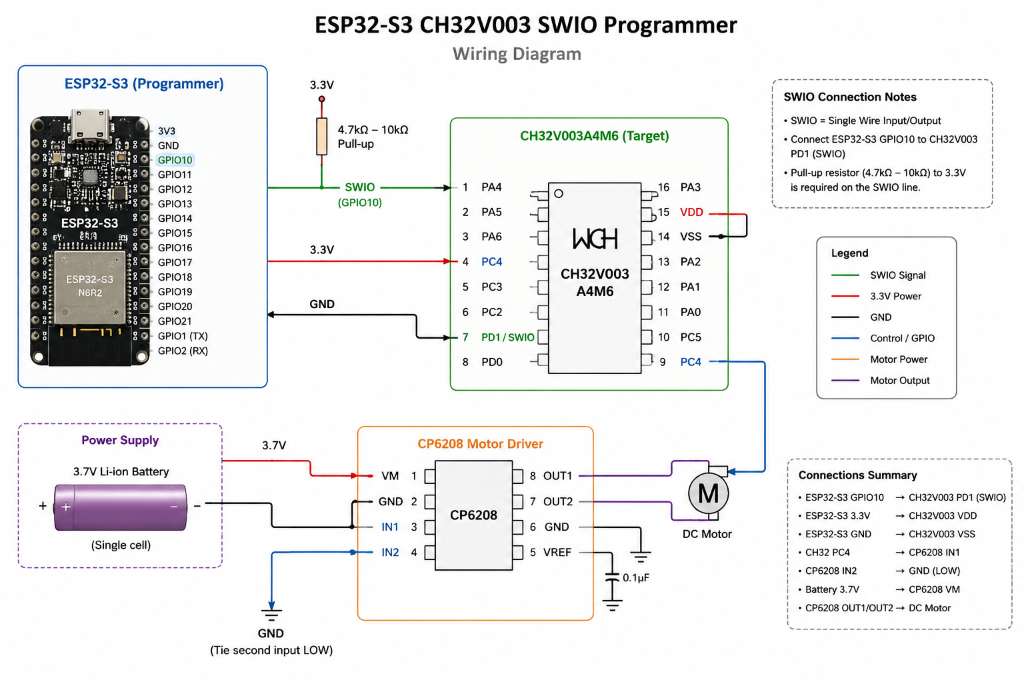 ESP32-S3 CH32V003 SWIO Programmer
Wiring Diagram
ESP32-S3 (Programmer)
3V3
GND
GPIO10
GPIO11
GPIO12
GPIO13
GPIO14
GPIO15
GPIO16
GPIO17
GPIO18
GPIO19
GPIO20
GPIO21
GPIO1 (TX)
GPIO2 (RX)
ESP32-S3
ESP32-S3
N8R2
3.3V
4.7kΩ – 10kΩ
Pull-up
SWIO
(GPIO10)
3.3V
GND
CH32V003A4M6 (Target)
1 PA4
2 PA5
3 PA6
4 PC4
5 PC3
6 PC2
7 PD1 / SWIO
8 PD0
WCH
CH32V003
A4M6
16 PA3
15 VDD
14 VSS
13 PA2
12 PA1
11 PA0
10 PC5
9 PC4
SWIO Connection Notes
• SWIO = Single Wire Input/Output
• Connect ESP32-S3 GPIO10 to CH32V003
PD1 (SWIO)
• Pull-up resistor (4.7kΩ – 10kΩ) to 3.3V
is required on the SWIO line.
Legend
SWIO Signal
3.3V Power
GND
Control / GPIO
Motor Power
Motor Output
Power Supply
3.7V Li-ion Battery
+ + – –
(Single cell)
3.7V
GND
(Tie second input LOW)
CP6208 Motor Driver
VM 1
GND 2
IN1 3
IN2 4
CP6208
8 OUT1
7 OUT2
6 GND
5 VREF
0.1µF
M
DC Motor
Connections Summary
• ESP32-S3 GPIO10 → CH32V003 PD1 (SWIO)
• ESP32-S3 3.3V → CH32V003 VDD
• ESP32-S3 GND → CH32V003 VSS
• CH32 PC4 → CP6208 IN1
• CP6208 IN2 → GND (LOW)
• Battery 3.7V → CP6208 VM
• CP6208 OUT1/OUT2 → DC Motor